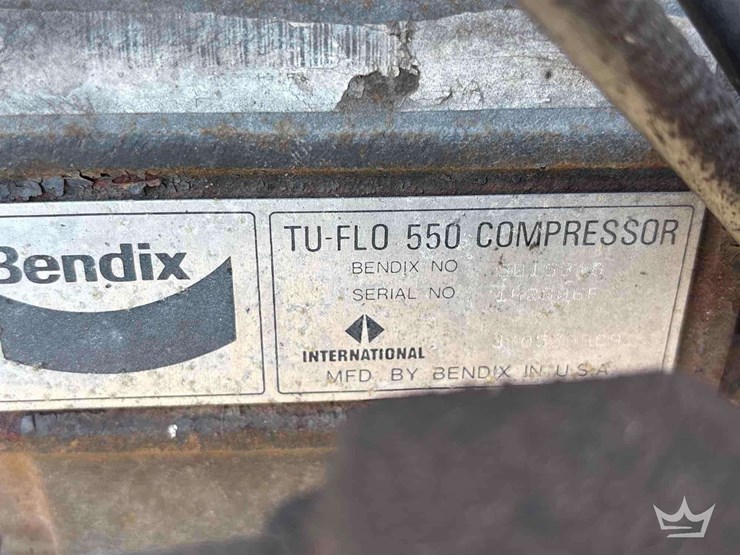 Bendix
TU-FLO 550 COMPRESSOR
BENDIX NO
SERIAL NO
INTERNATIONAL
MFD. BY BENDIX IN U.S.A.